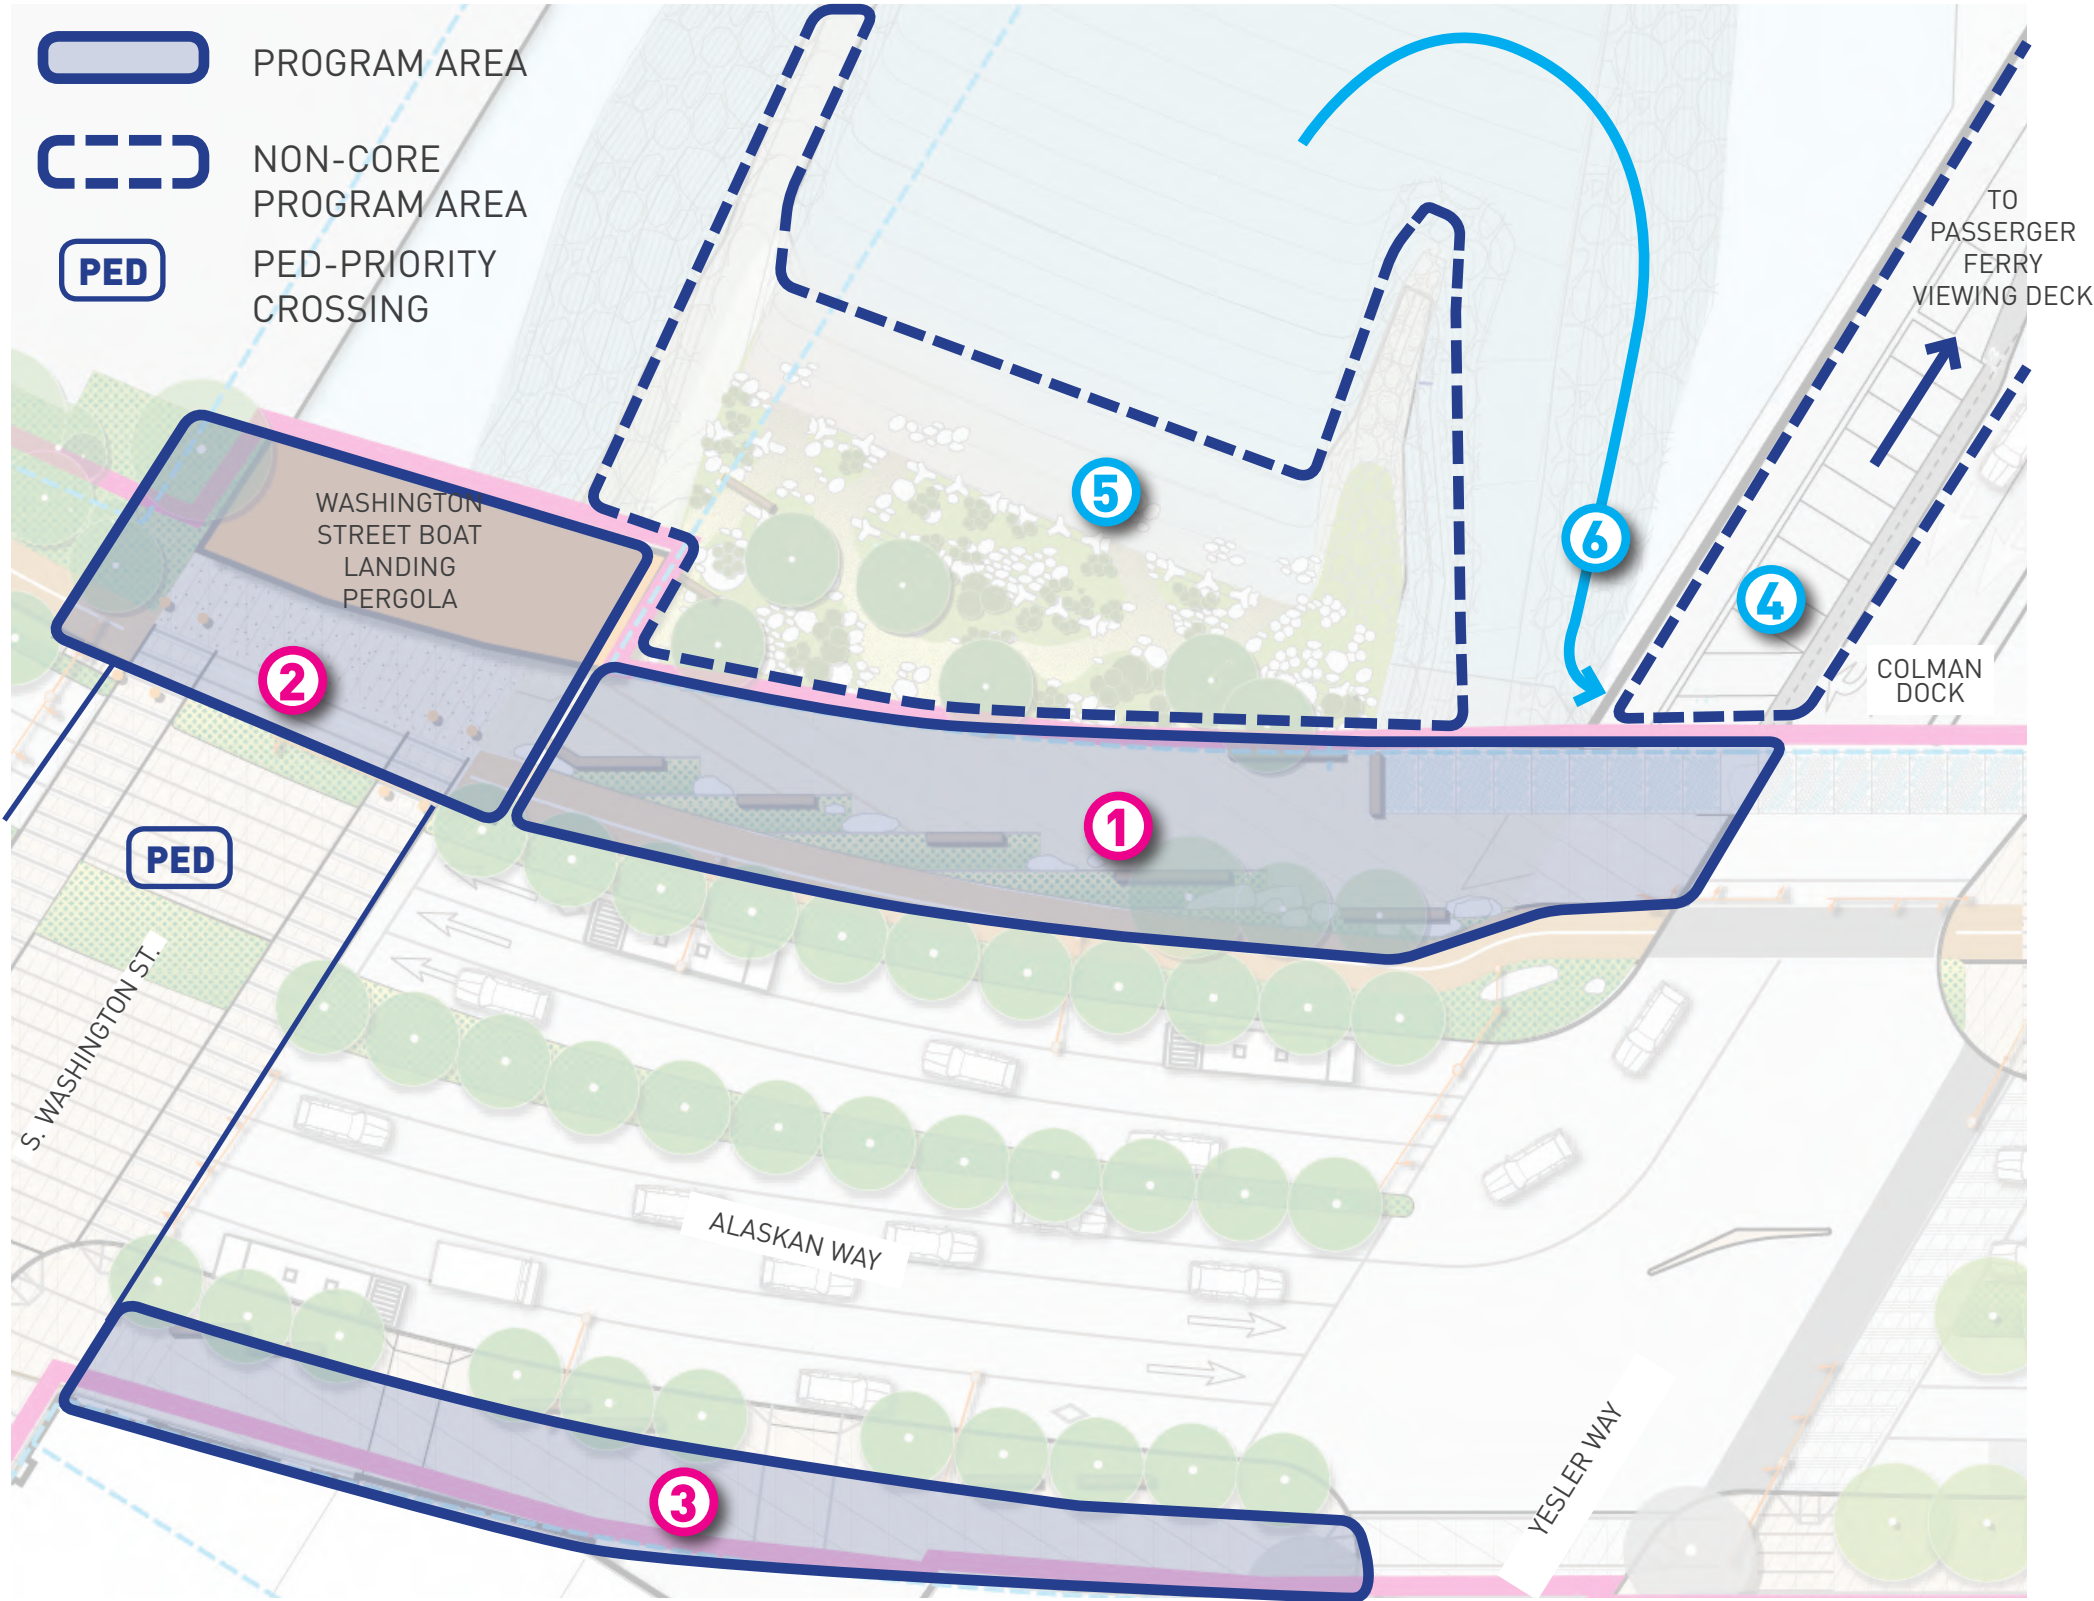 PROGRAM AREA
NON-CORE
PROGRAM AREA
PED
PED-PRIORITY
CROSSING
TO
PASSERGER
FERRY
VIEWING DECK
WASHINGTON
STREET BOAT
LANDING
PERGOLA
5
6
4
2
COLMAN
DOCK
1
PED
S. WASHINGTON ST.
ALASKAN WAY
3
YESLER WAY